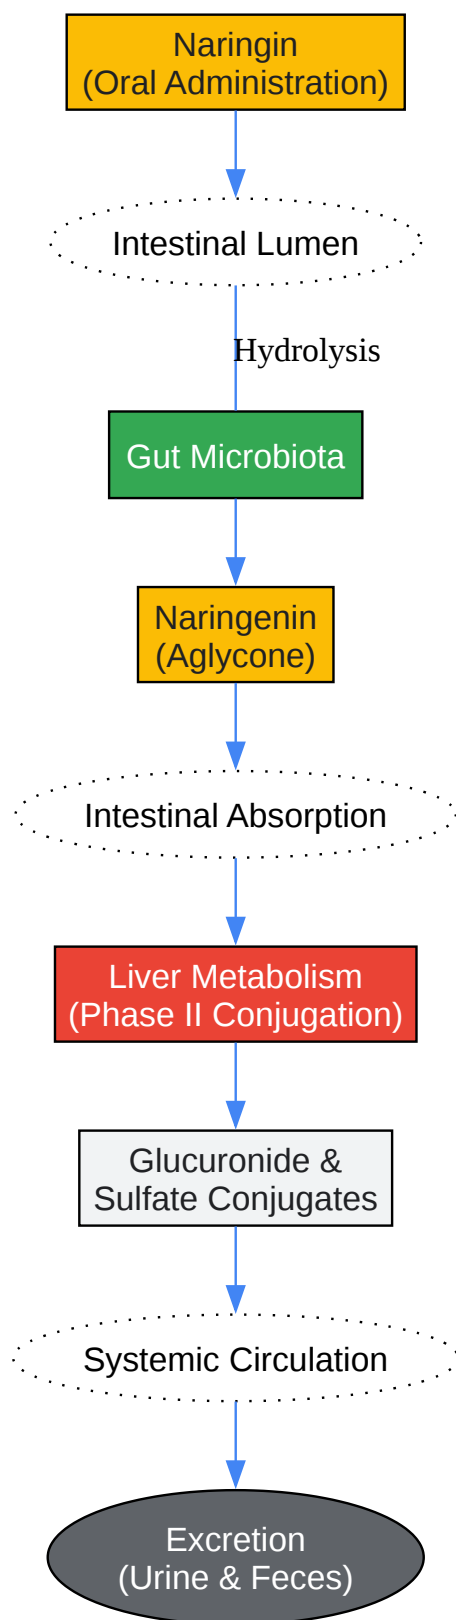 Naringin
(Oral Administration)
Intestinal Lumen
Hydrolysis
Gut Microbiota
Naringenin
(Aglycone)
Intestinal Absorption
Liver Metabolism
(Phase II Conjugation)
Glucuronide &
Sulfate Conjugates
Systemic Circulation
Excretion
(Urine & Feces)